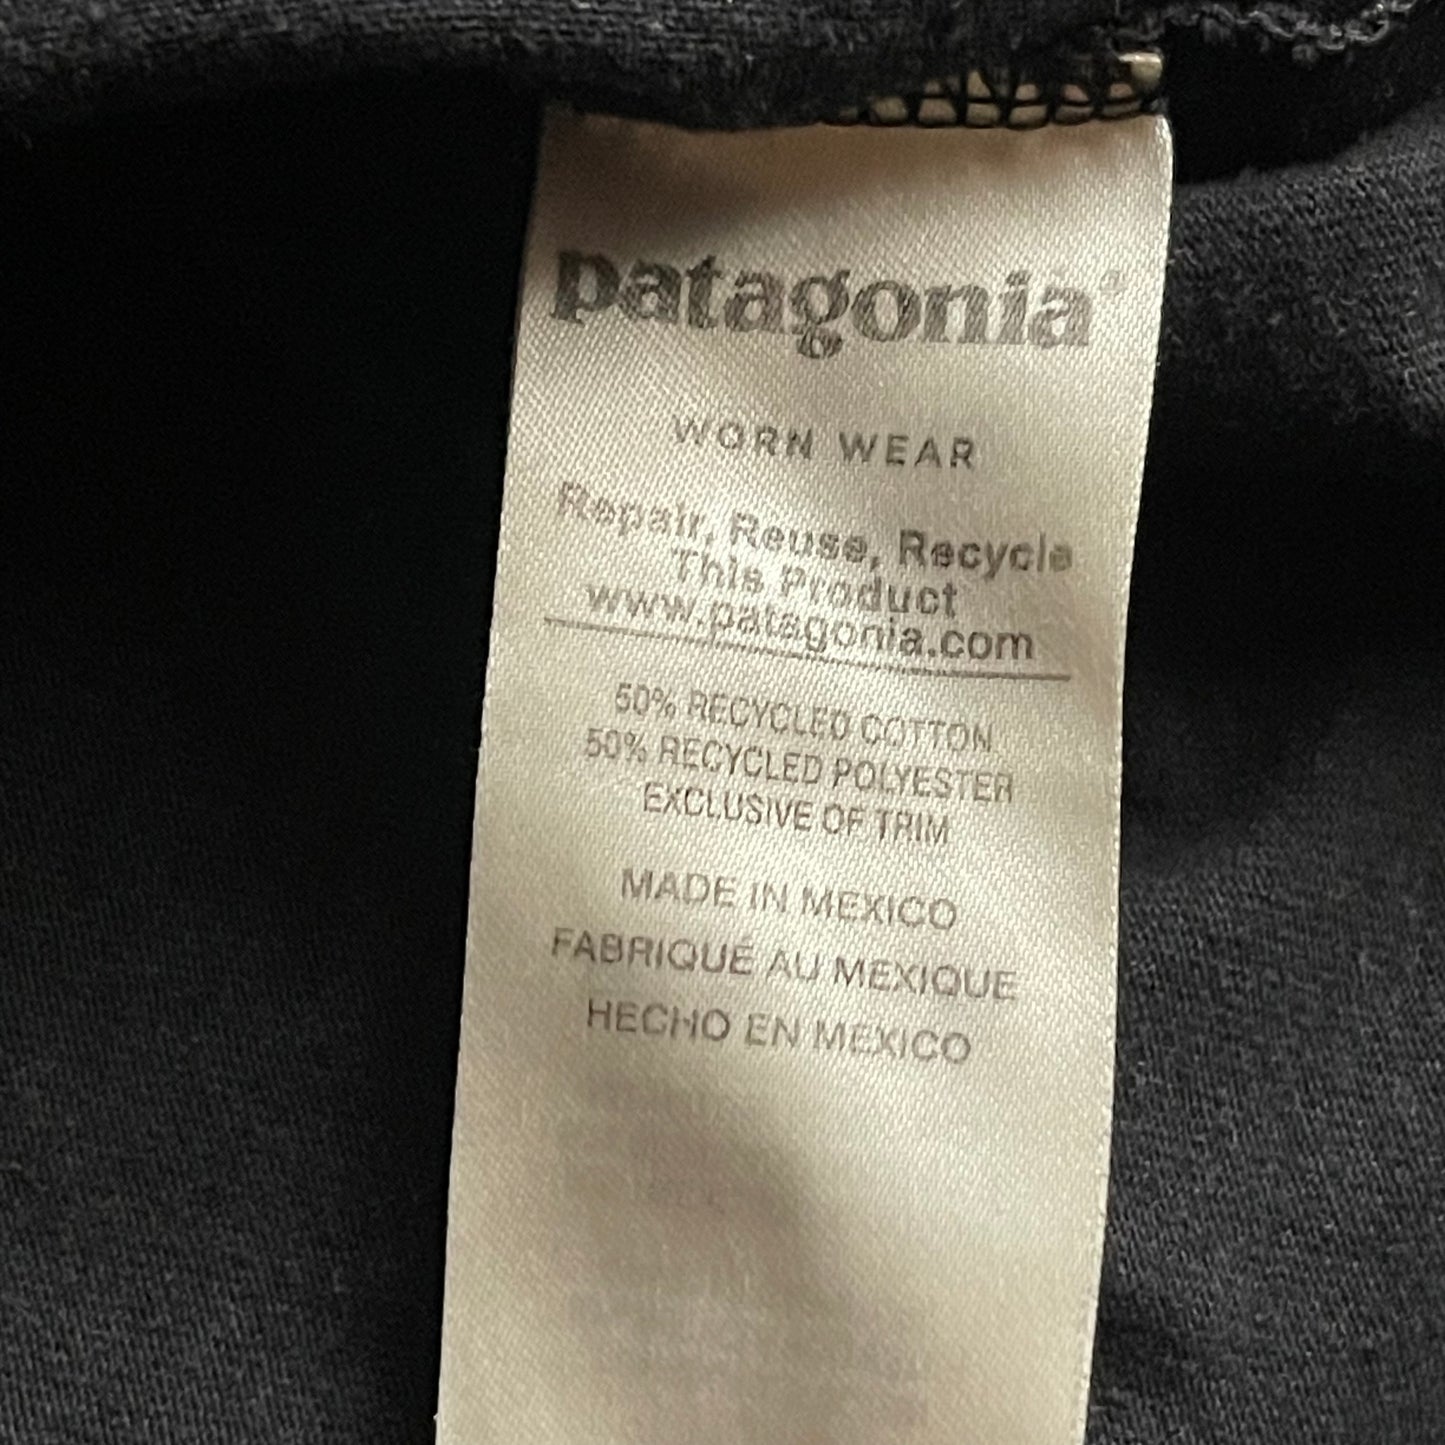 patagonia®
WORN WEAR
Repair, Reuse, Recycle
This Product
www.patagonia.com
50% RECYCLED COTTON
50% RECYCLED POLYESTER
EXCLUSIVE OF TRIM
MADE IN MEXICO
FABRIQUÉ AU MEXIQUE
HECHO EN MEXICO